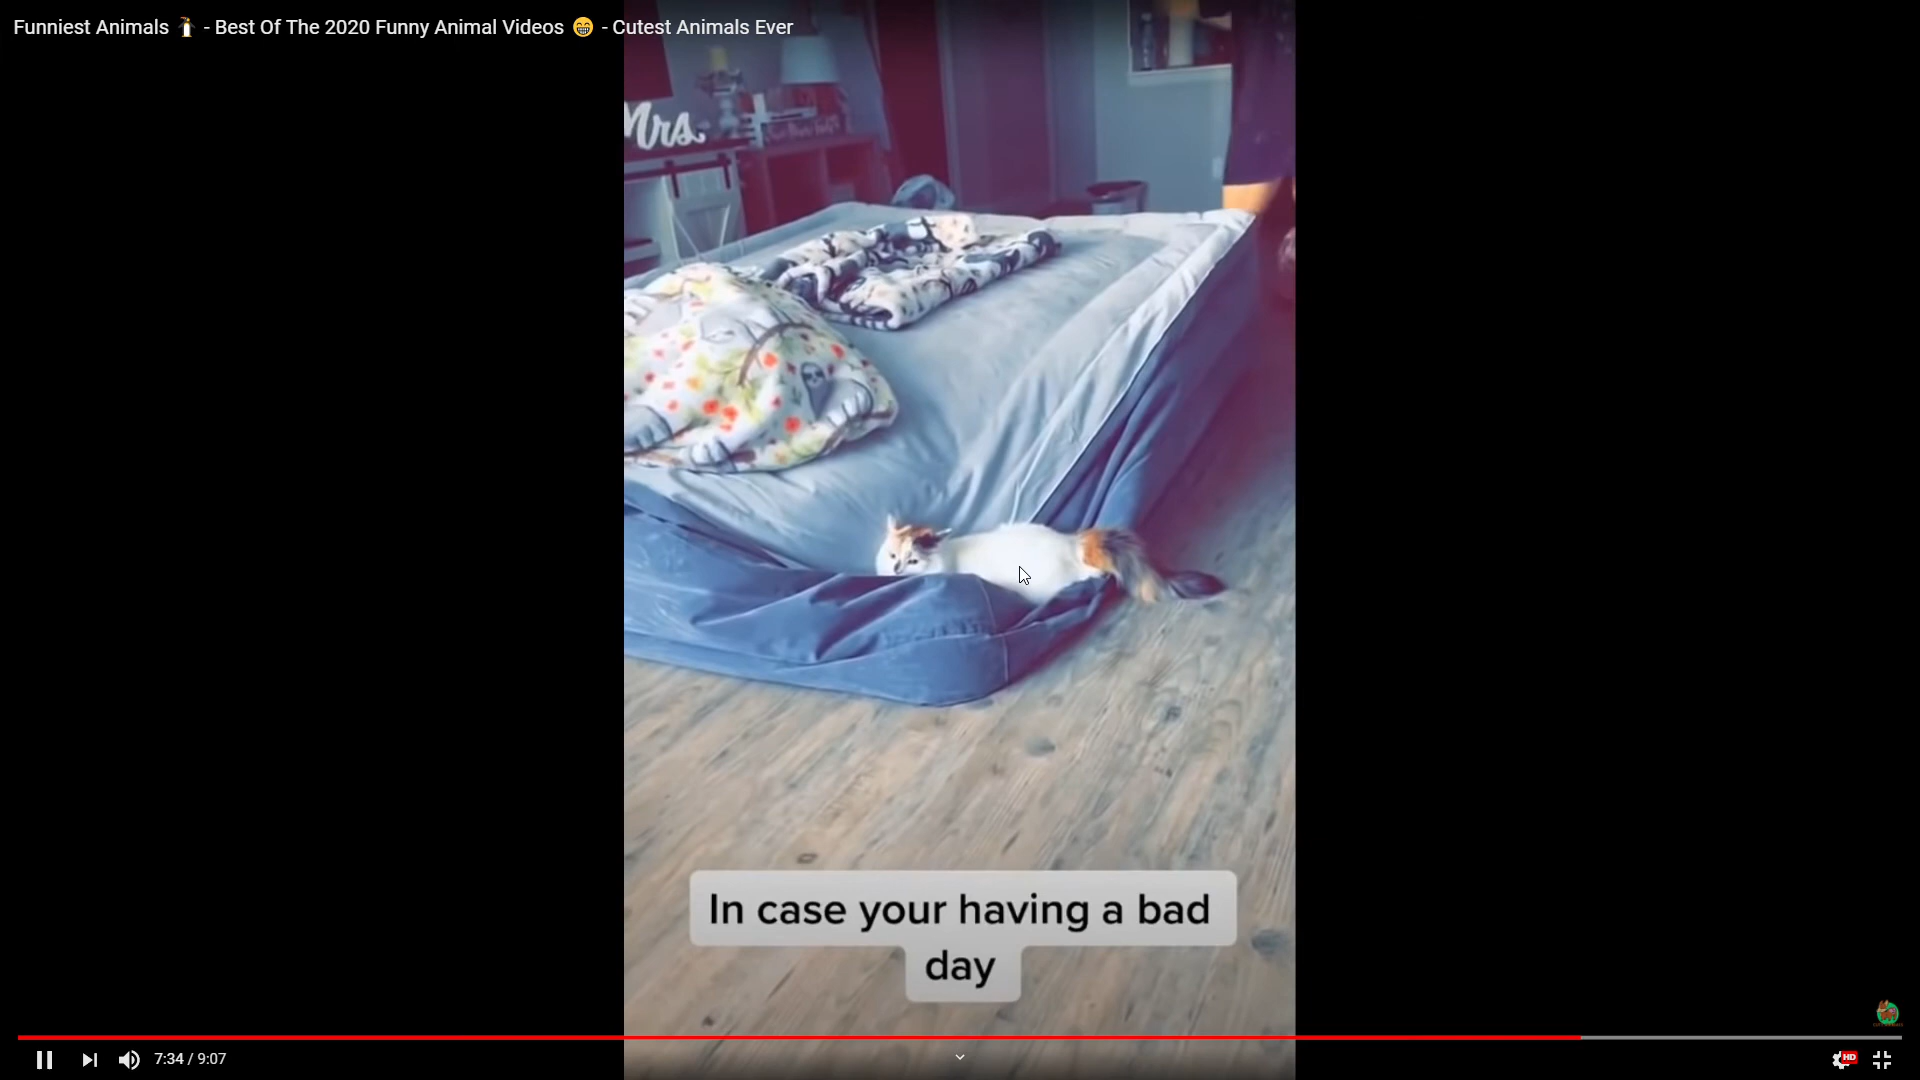 Funniest Animals 🐧 - Best Of The 2020 Funny Animal Videos 😁 - Cutest Animals Ever
Mrs.
In case your having a bad
day
7:34 / 9:07
HD